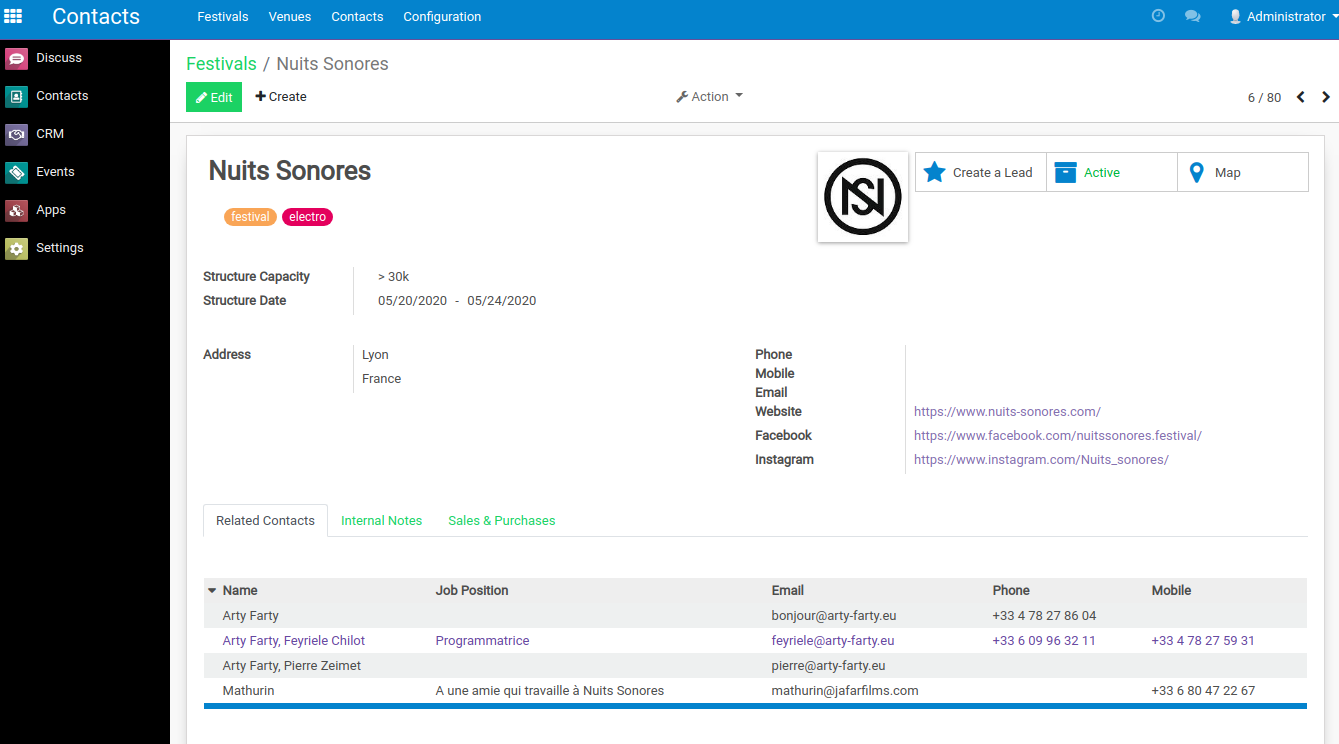 Contacts Festivals Venues Contacts Configuration Administrator
Discuss
Contacts
CRM
Events
Apps
Settings
Festivals / Nuits Sonores
Edit Create Action 6 / 80
Nuits Sonores
festival electro
NS
Create a Lead Active Map
Structure Capacity > 30k
Structure Date 05/20/2020 - 05/24/2020
Address Lyon
France
Phone
Mobile
Email
Website https://www.nuits-sonores.com/
Facebook https://www.facebook.com/nuitssonores.festival/
Instagram https://www.instagram.com/Nuits_sonores/
Related Contacts Internal Notes Sales & Purchases
Name Job Position Email Phone Mobile
Arty Farty bonjour@arty-farty.eu +33 4 78 27 86 04
Arty Farty, Feyriele Chilot Programmatrice feyriele@arty-farty.eu +33 6 09 96 32 11 +33 4 78 27 59 31
Arty Farty, Pierre Zeimet pierre@arty-farty.eu
Mathurin A une amie qui travaille à Nuits Sonores mathurin@jafarfilms.com +33 6 80 47 22 67